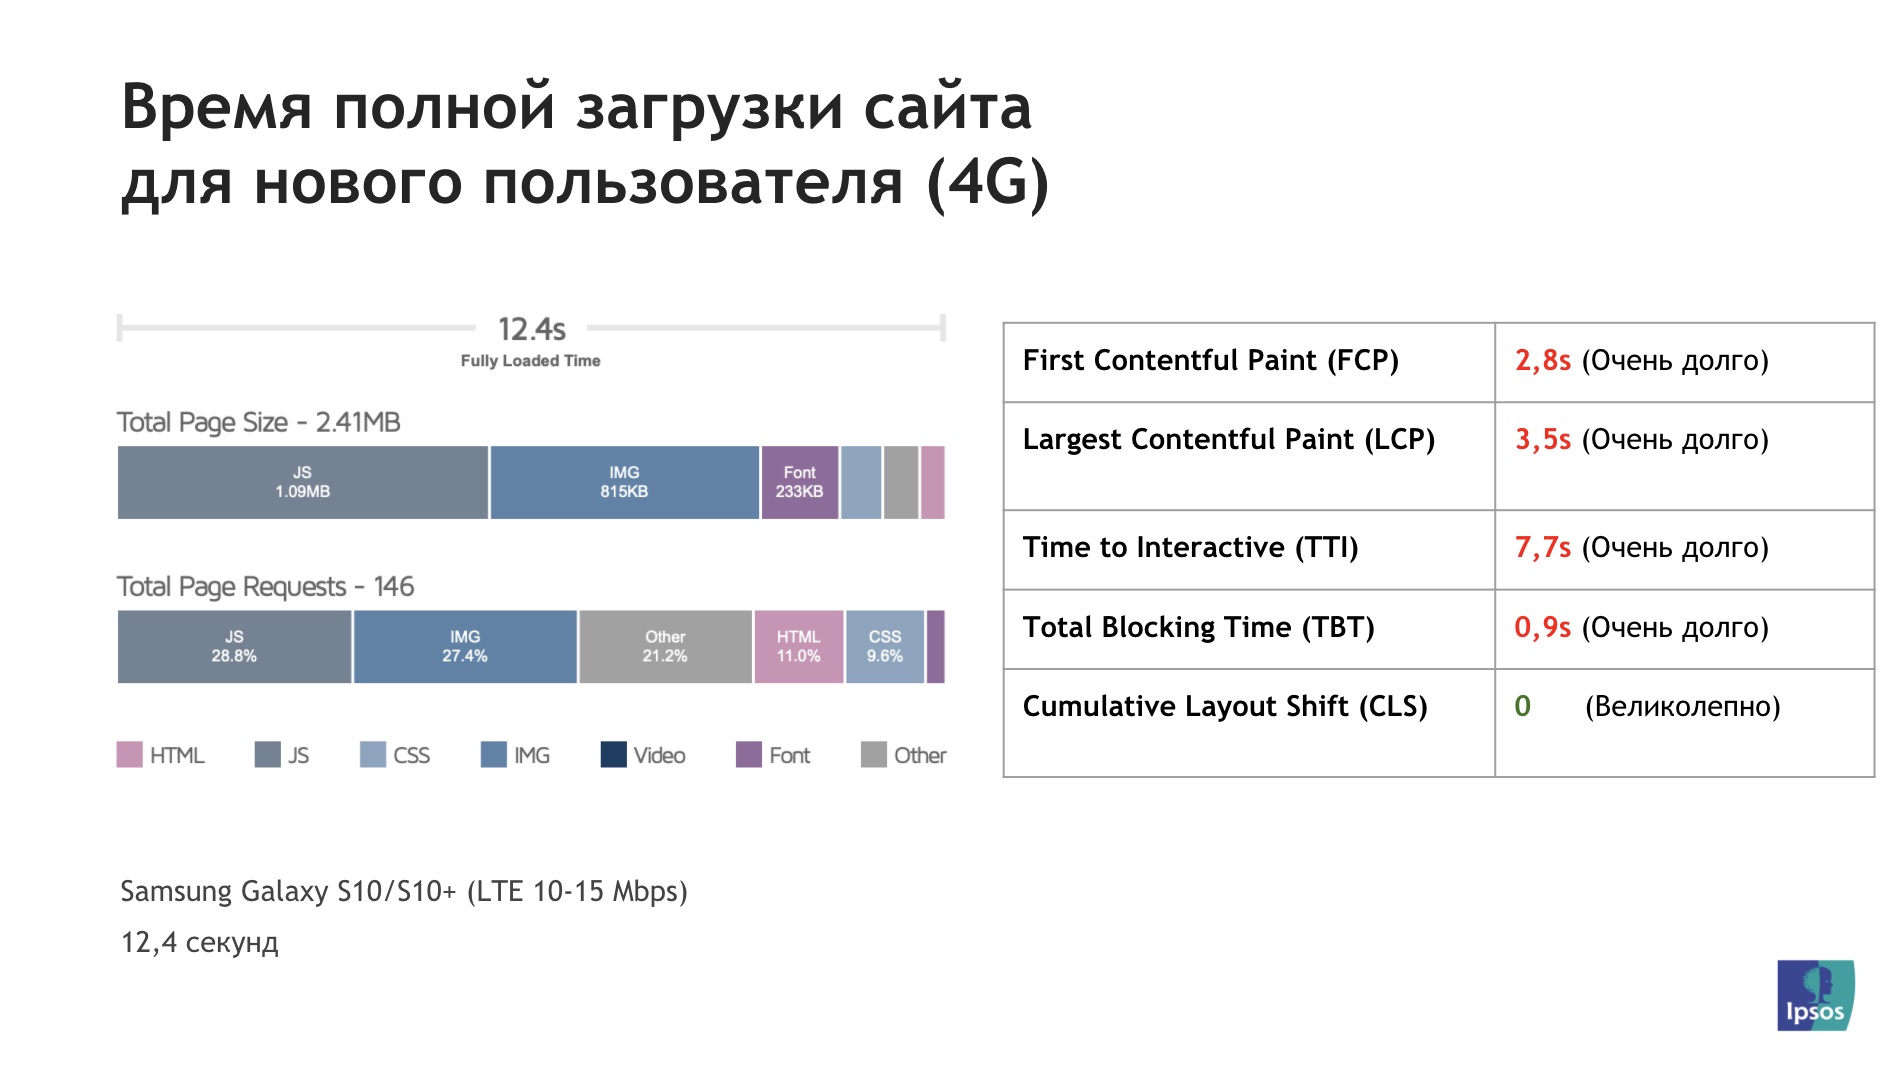 Время полной загрузки сайта
для нового пользователя (4G)
12.4s
Fully Loaded Time
Total Page Size - 2.41MB
JS
1.09MB
IMG
815KB
Font
233KB
Total Page Requests - 146
JS
28.8%
IMG
27.4%
Other
21.2%
HTML
11.0%
CSS
9.6%
HTML
JS
CSS
IMG
Video
Font
Other
First Contentful Paint (FCP) 2,8s (Очень долго)
Largest Contentful Paint (LCP) 3,5s (Очень долго)
Time to Interactive (TTI) 7,7s (Очень долго)
Total Blocking Time (TBT) 0,9s (Очень долго)
Cumulative Layout Shift (CLS) 0 (Великолепно)
Samsung Galaxy S10/S10+ (LTE 10-15 Mbps)
12,4 секунд
Ipsos